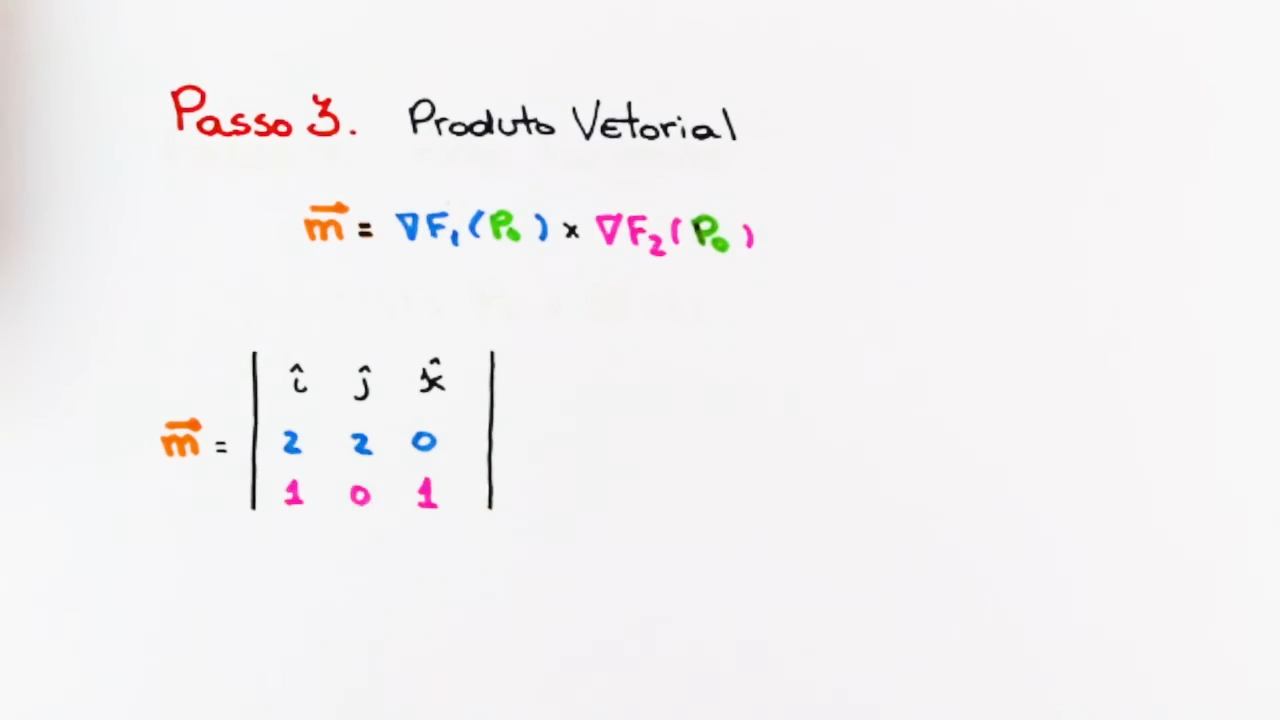 Passo 3. Produto Vetorial
m⃗ = ∇F₁(P₀) × ∇F₂(P₀)
î ĵ k̂
m⃗ = 2 2 0
1 0 1